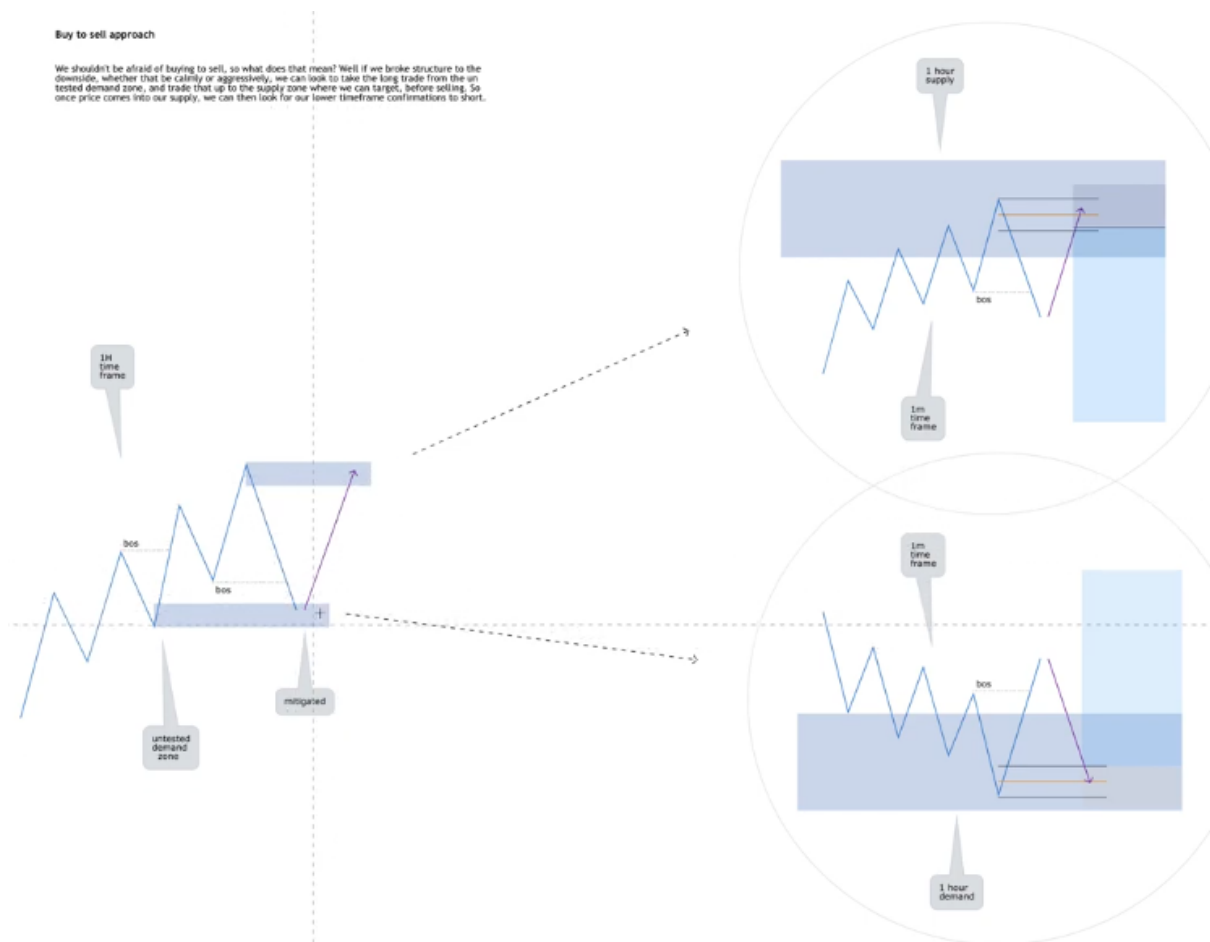 Buy to sell approach
We shouldn't be afraid of buying to sell, so what does that mean? Well if we broke structure to the
downside, whether that be calmly or aggressively, we can look to take the long trade from the un
tested demand zone, and trade that up to the supply zone where we can target, before selling. So
once price comes into our supply, we can then look for our lower timeframe confirmations to short.
1 hour
supply
bos
1m
time
frame
1H
time
frame
bos
bos
mitigated
untested
demand
zone
1m
time
frame
bos
1 hour
demand